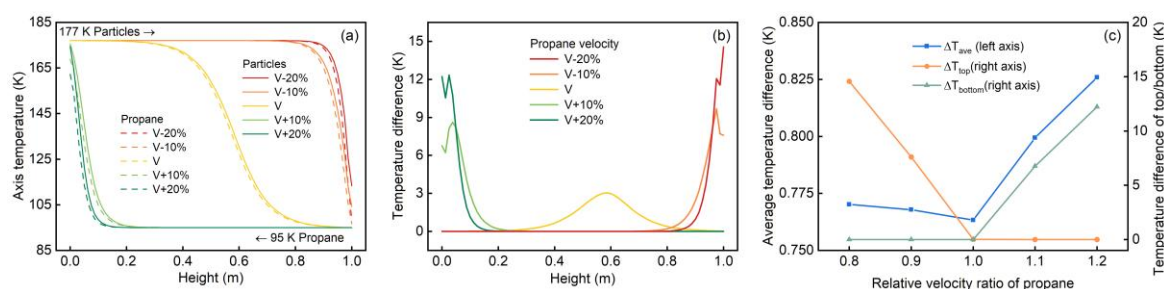 (a)
177 K Particles →
Particles
V-20%
V-10%
V
V+10%
V+20%
Propane
V-20%
V-10%
V
V+10%
V+20%
← 95 K Propane
Axis temperature (K)
185
165
145
125
105
85
0.0 0.2 0.4 0.6 0.8 1.0
Height (m)
(b)
Propane velocity
V-20%
V-10%
V
V+10%
V+20%
Temperature difference (K)
15
12
9
6
3
0
0.0 0.2 0.4 0.6 0.8 1.0
Height (m)
(c)
ΔTave (left axis)
ΔTtop(right axis)
ΔTbottom(right axis)
Average temperature difference (K)
0.850
0.825
0.800
0.775
0.750
0.8 0.9 1.0 1.1 1.2
Relative velocity ratio of propane
20
15
10
5
0
Temperature difference of top/bottom (K)